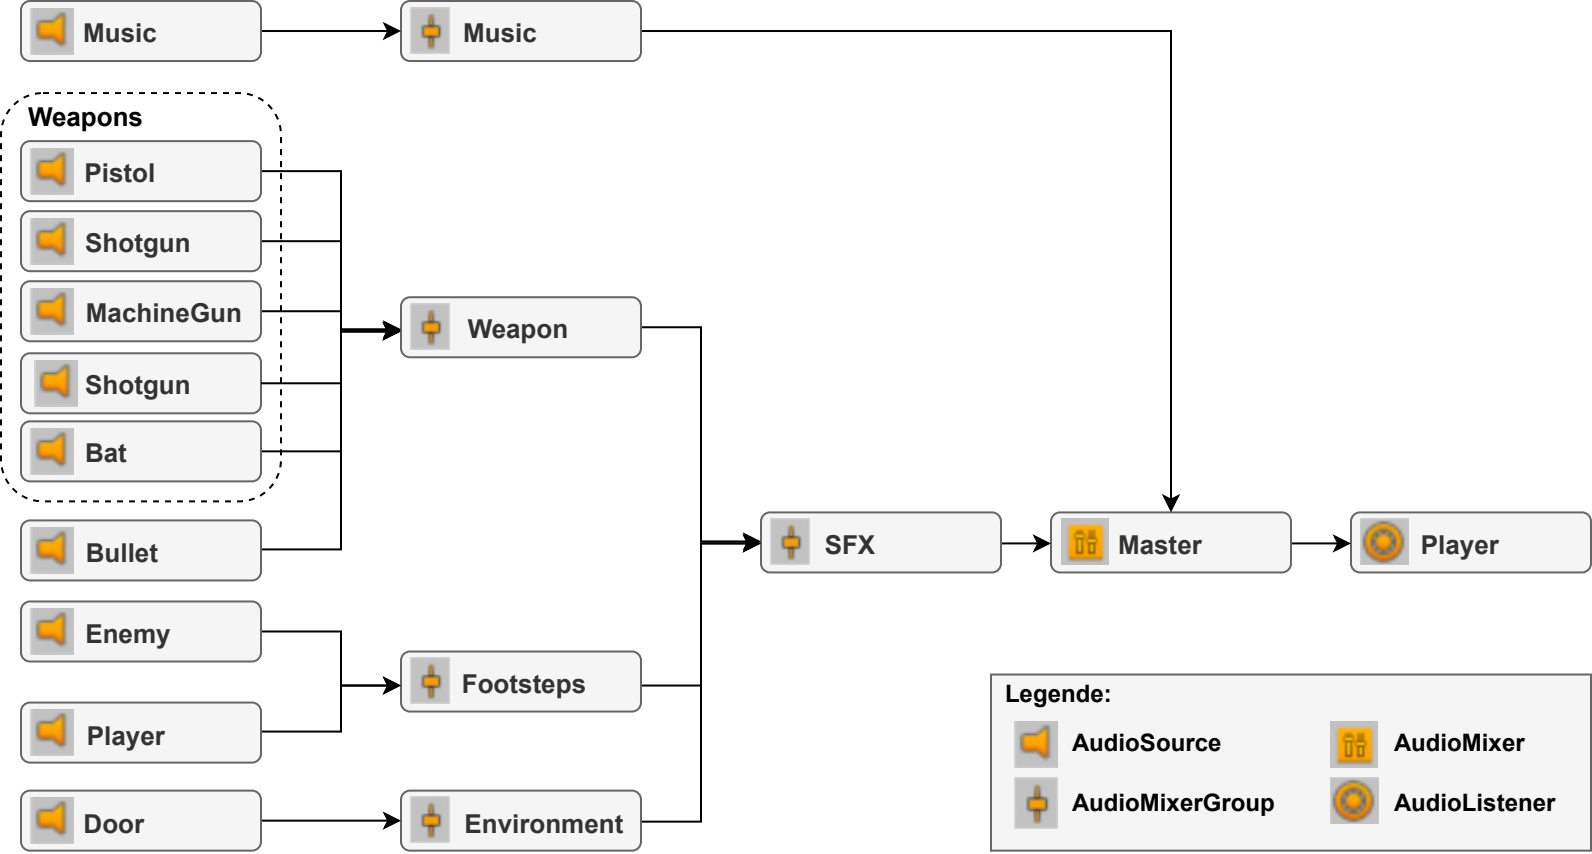 Music
Music
Weapons
Pistol
Shotgun
MachineGun
Weapon
Shotgun
Bat
Bullet
SFX
Master
Player
Enemy
Footsteps
Player
Door
Environment
Legende:
AudioSource
AudioMixer
AudioMixerGroup
AudioListener